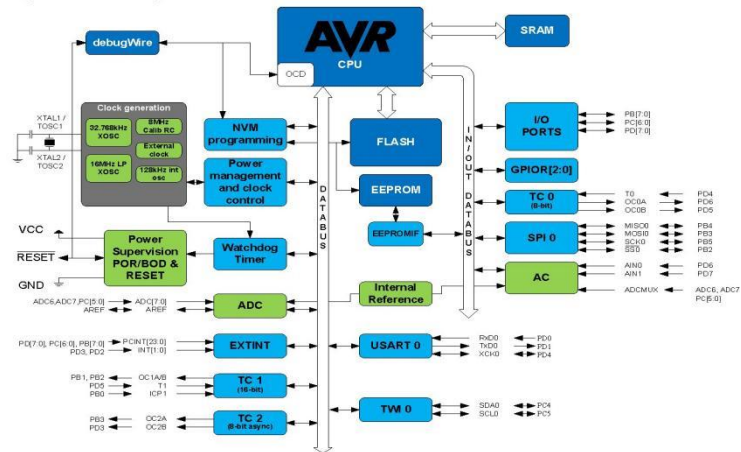 AVR
CPU
OCD
SRAM
debugWire
Clock generation
XTAL1 /
TOSC1
32.768kHz
XOSC
8MHz
Calib RC
External
clock
XTAL2 /
TOSC2
16MHz LP
XOSC
128kHz int
osc
NVM
programming
Power
management
and clock
control
FLASH
EEPROM
EEPROMIF
DATABUS
IN/OUT DATABUS
I/O
PORTS
PB[7:0]
PC[6:0]
PD[7:0]
GPIOR[2:0]
TC 0
(8-bit)
T0 PD4
OC0A PD6
OC0B PD5
SPI 0
MISO0 PB4
MOSI0 PB3
SCK0 PB5
SS0 PB2
AC
AIN0 PD6
AIN1 PD7
ADCMUX ADC6, ADC7
PC[5:0]
VCC
RESET
GND
Power
Supervision
POR/BOD &
RESET
Watchdog
Timer
Internal
Reference
ADC6,ADC7,PC[5:0] ADC[7:0]
AREF AREF
ADC
PD[7:0], PC[6:0], PB[7:0] PCINT[23:0]
PD3, PD2 INT[1:0]
EXTINT
USART 0
RxD0 PD0
TxD0 PD1
XCK0 PD4
PB1, PB2 OC1A/B
PD5 T1
PB0 ICP1
TC 1
(16-bit)
PB3 OC2A
PD3 OC2B
TC 2
(8-bit async)
TWI 0
SDA0 PC4
SCL0 PC5